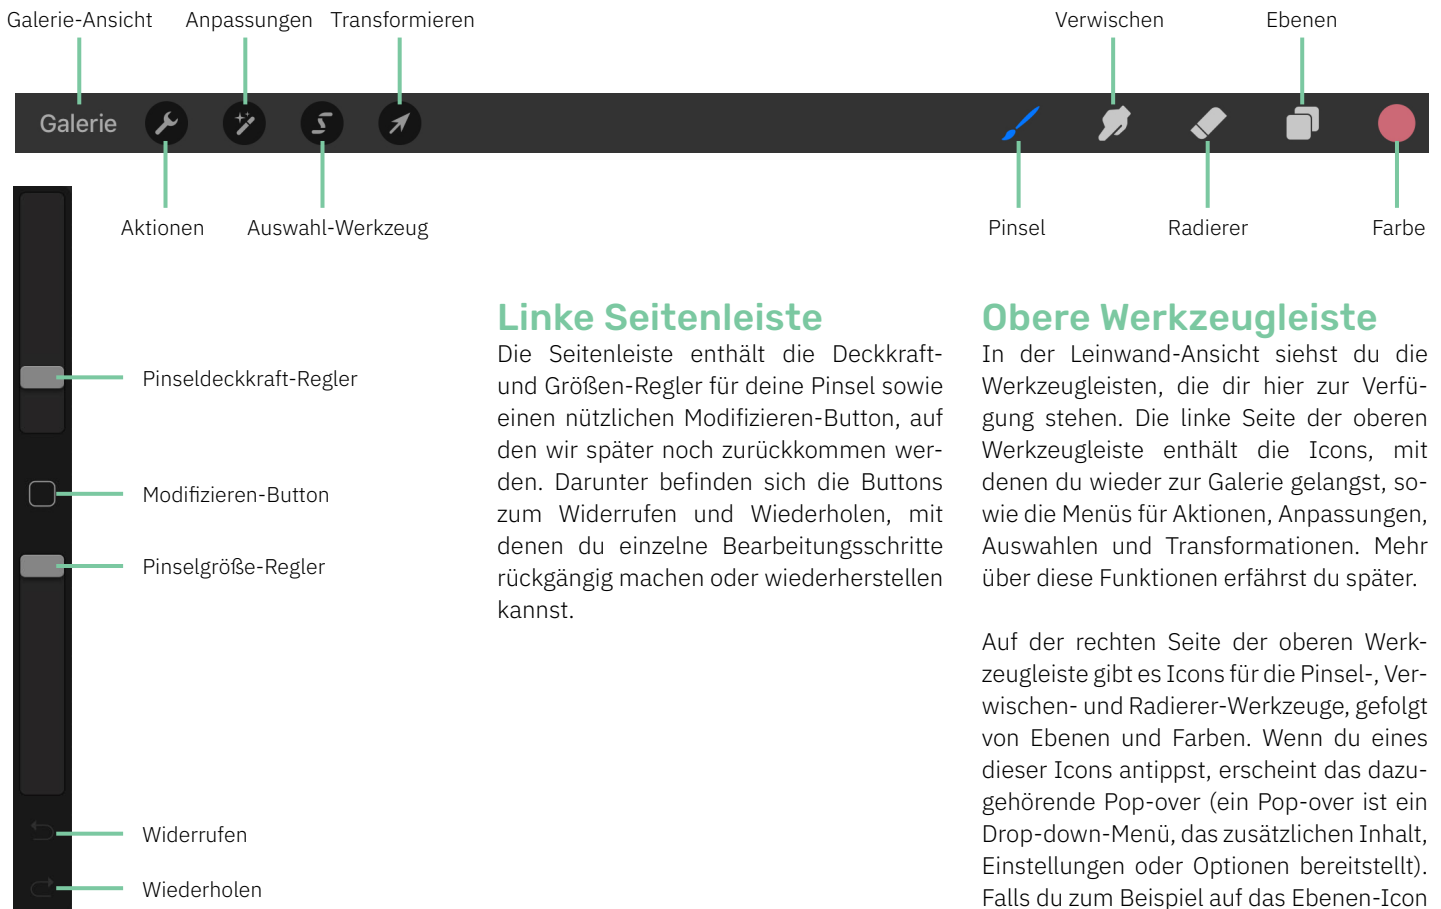 Galerie-Ansicht Anpassungen Transformieren Verwischen Ebenen
Galerie
Aktionen Auswahl-Werkzeug Pinsel Radierer Farbe
Pinseldeckkraft-Regler
Modifizieren-Button
Pinselgröße-Regler
Widerrufen
Wiederholen
Linke Seitenleiste
Die Seitenleiste enthält die Deckkraft-
und Größen-Regler für deine Pinsel sowie
einen nützlichen Modifizieren-Button, auf
den wir später noch zurückkommen wer-
den. Darunter befinden sich die Buttons
zum Widerrufen und Wiederholen, mit
denen du einzelne Bearbeitungsschritte
rückgängig machen oder wiederherstellen
kannst.
Obere Werkzeugleiste
In der Leinwand-Ansicht siehst du die
Werkzeugleisten, die dir hier zur Verfü-
gung stehen. Die linke Seite der oberen
Werkzeugleiste enthält die Icons, mit
denen du wieder zur Galerie gelangst, so-
wie die Menüs für Aktionen, Anpassungen,
Auswahlen und Transformationen. Mehr
über diese Funktionen erfährst du später.
Auf der rechten Seite der oberen Werk-
zeugleiste gibt es Icons für die Pinsel-, Ver-
wischen- und Radierer-Werkzeuge, gefolgt
von Ebenen und Farben. Wenn du eines
dieser Icons antippst, erscheint das dazu-
gehörende Pop-over (ein Pop-over ist ein
Drop-down-Menü, das zusätzlichen Inhalt,
Einstellungen oder Optionen bereitstellt).
Falls du zum Beispiel auf das Ebenen-Icon